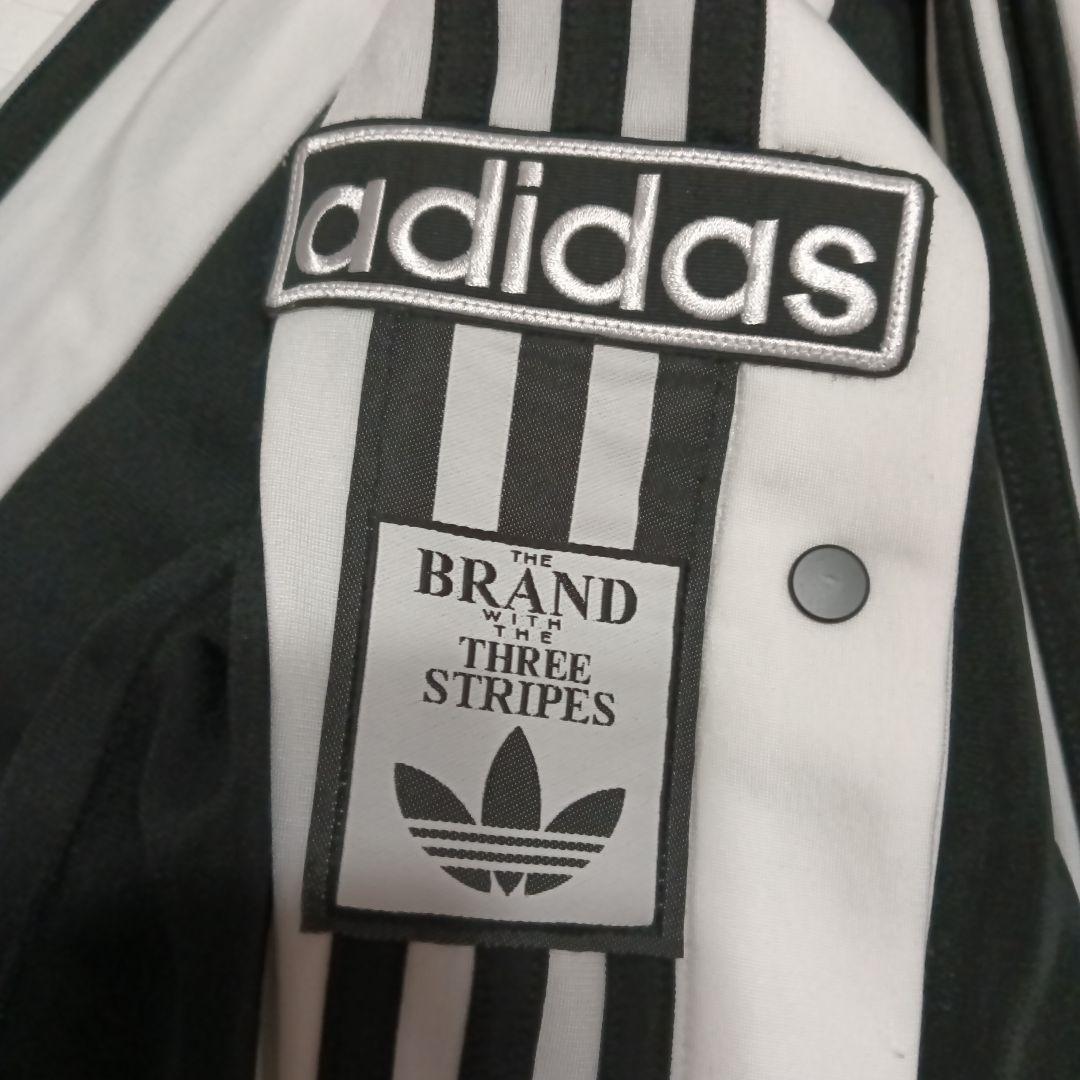 adidas
THE
BRAND
WITH
THE
THREE
STRIPES